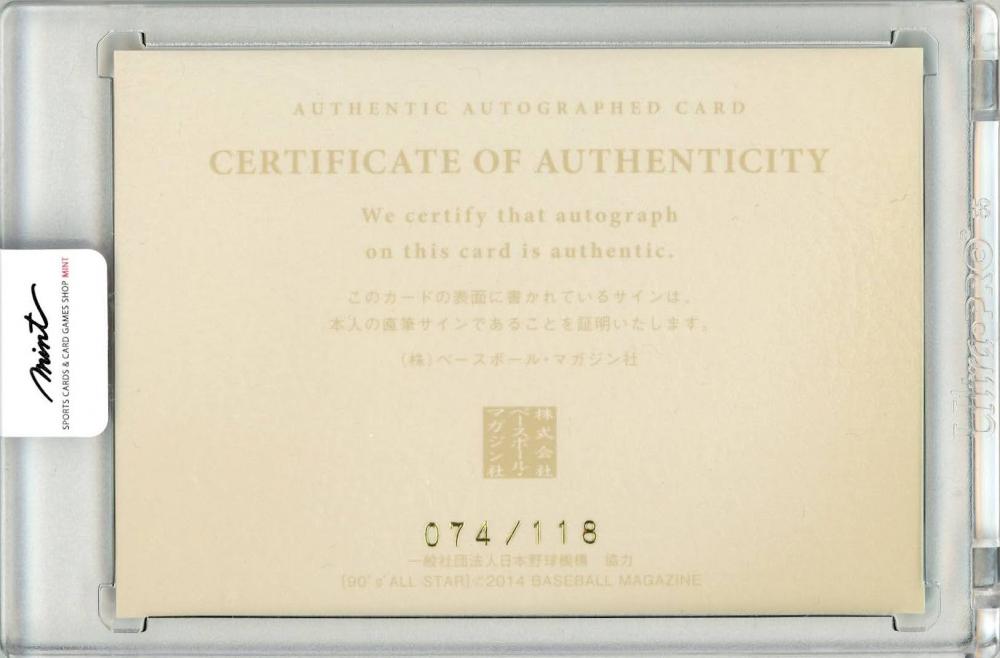 AUTHENTIC AUTOGRAPHED CARD
CERTIFICATE OF AUTHENTICITY
We certify that autograph
on this card is authentic.
このカードの表面に書かれているサインは、
本人の直筆サインであることを証明いたします。
(株)ベースボール・マガジン社
株式会社
ベースボール・
マガジン社
074/118
一般社団法人日本野球機構 協力
[90's' ALL STAR]©2014 BASEBALL MAGAZINE
mint
SPORTS CARDS & CARD GAMES SHOP MINT